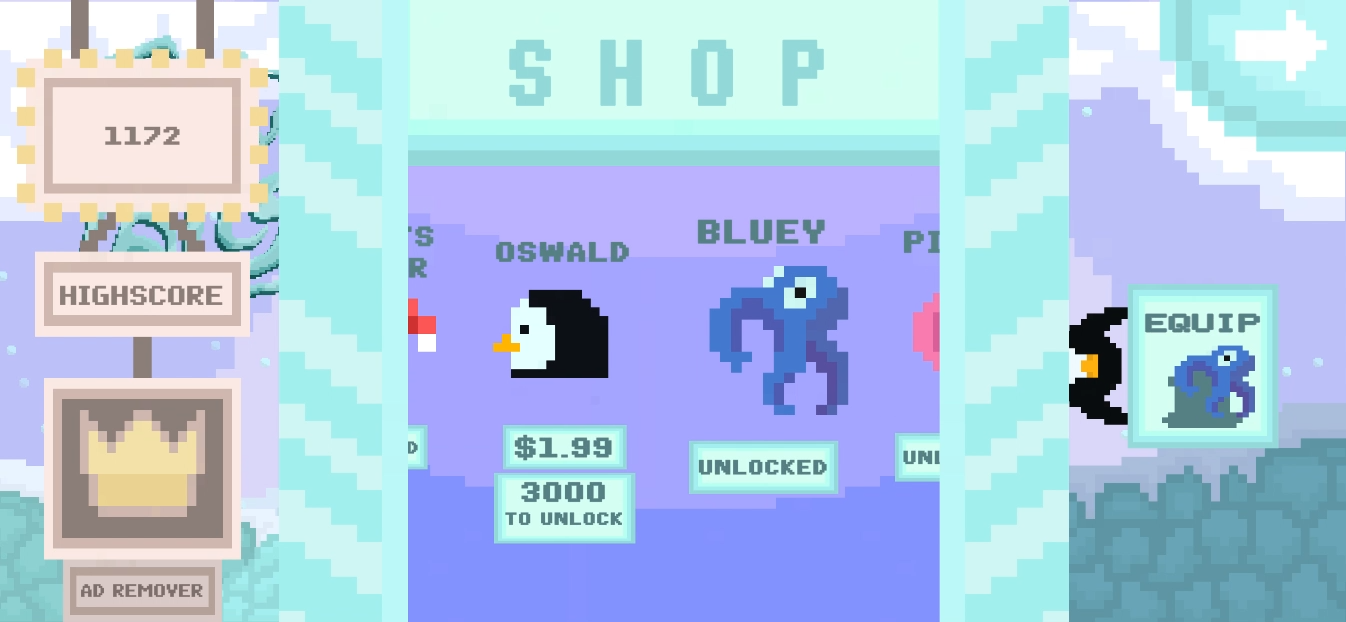 1172
HIGHSCORE
AD REMOVER
SHOP
OSWALD
$1.99
3000
TO UNLOCK
BLUEY
UNLOCKED
EQUIP